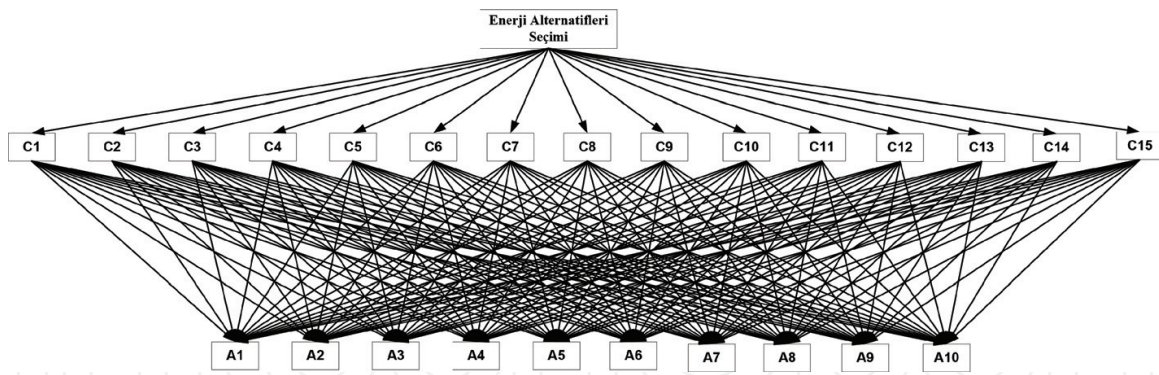 Enerji Alternatifleri
Seçimi
C1 C2 C3 C4 C5 C6 C7 C8 C9 C10 C11 C12 C13 C14 C15
A1 A2 A3 A4 A5 A6 A7 A8 A9 A10